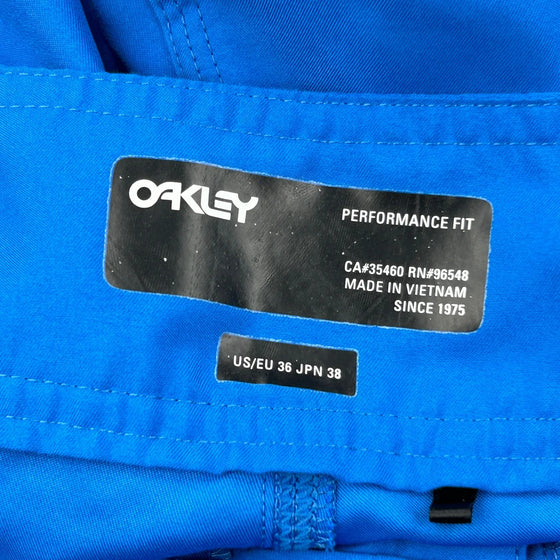 OAKLEY
PERFORMANCE FIT
CA#35460 RN#96548
MADE IN VIETNAM
SINCE 1975
US/EU 36 JPN 38